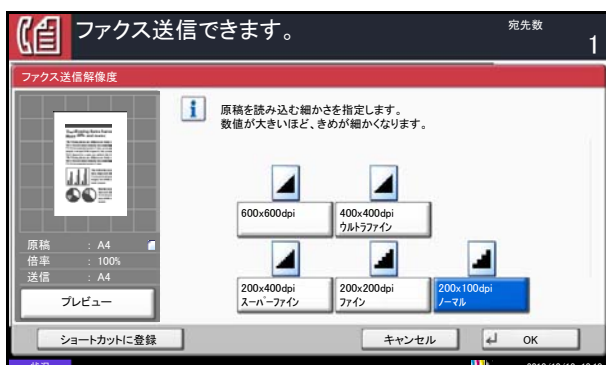 ファクス送信できます。
宛先数
1
ファクス送信解像度
原稿を読み込む細かさを指定します。
数値が大きいほど、きめが細かくなります。
600x600dpi
400x400dpi
ウルトラファイン
原稿 : A4
倍率 : 100%
送信 : A4
200x400dpi
スーパーファイン
200x200dpi
ファイン
200x100dpi
ノーマル
プレビュー
ショートカットに登録
キャンセル
OK